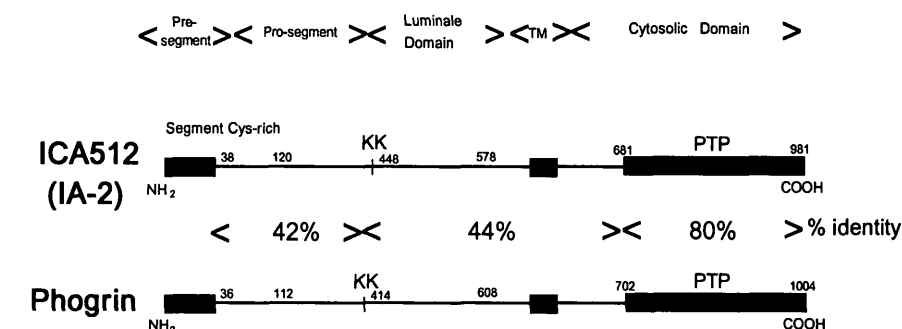 < Pre-segment > < Pro-segment > < Luminale Domain > < TM > < Cytosolic Domain >
Segment Cys-rich
KK
PTP
38 120 448 578 681 981
ICA512
(IA-2)
NH2 COOH
< 42% > < 44% > < 80% > % identity
KK
PTP
36 112 414 608 702 1004
Phogrin
NH2 COOH